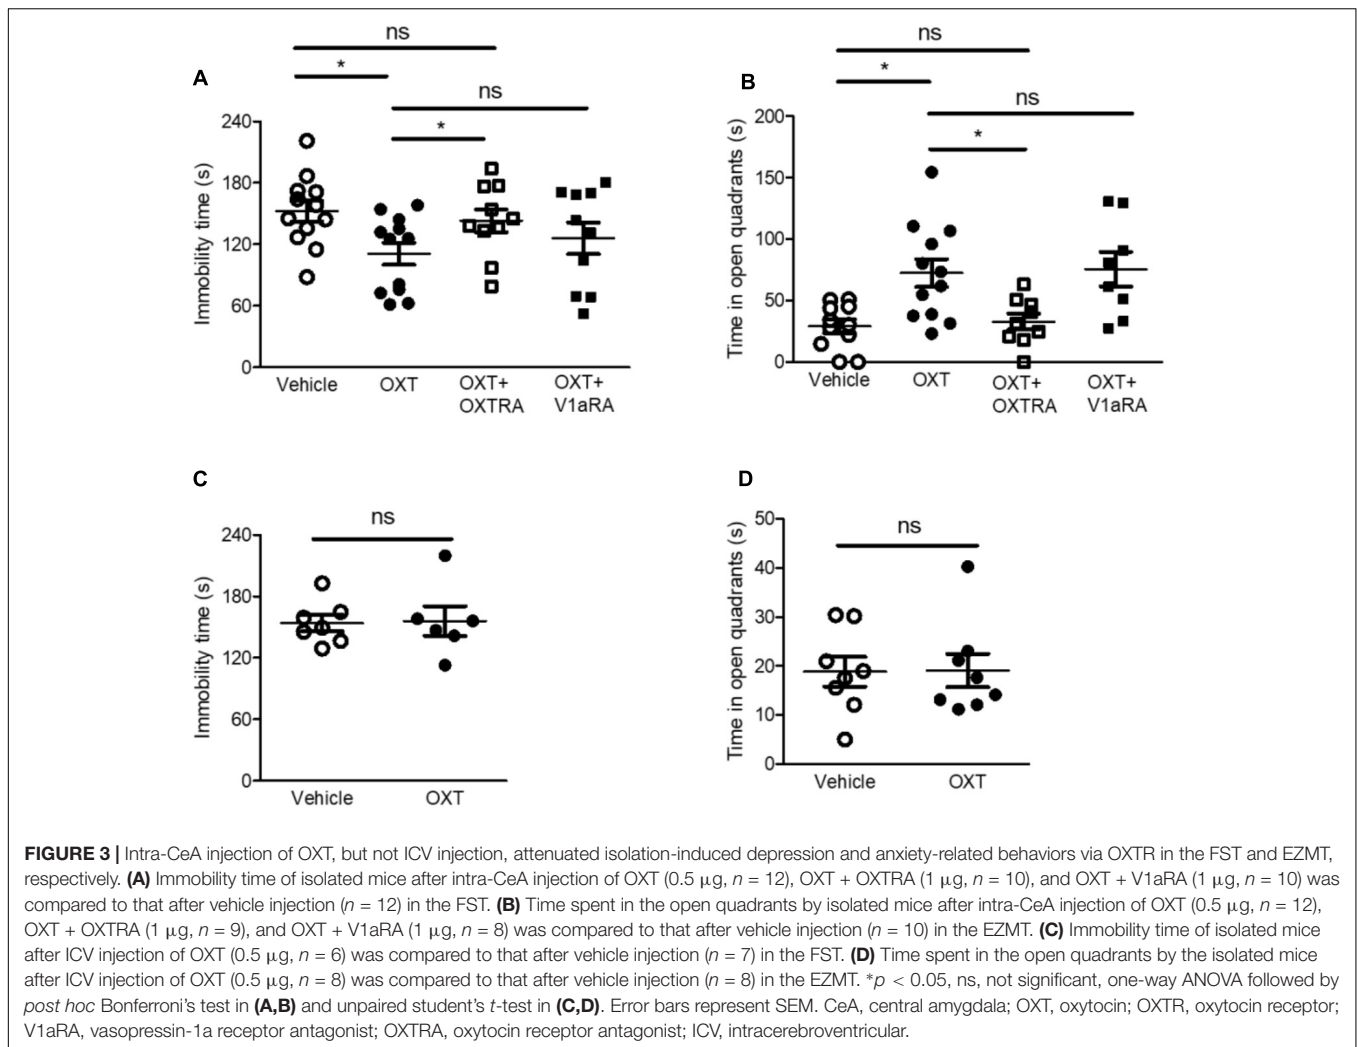 A
ns
*
ns
*
Immobility time (s)
240
180
120
60
0
Vehicle
OXT
OXT+
OXTRA
OXT+
V1aRA
B
ns
*
ns
*
Time in open quadrants (s)
200
150
100
50
0
Vehicle
OXT
OXT+
OXTRA
OXT+
V1aRA
C
ns
Immobility time (s)
240
180
120
60
0
Vehicle
OXT
D
ns
Time in open quadrants (s)
50
40
30
20
10
0
Vehicle
OXT
FIGURE 3 | Intra-CeA injection of OXT, but not ICV injection, attenuated isolation-induced depression and anxiety-related behaviors via OXTR in the FST and EZMT,
respectively. (A) Immobility time of isolated mice after intra-CeA injection of OXT (0.5 μg, n = 12), OXT + OXTRA (1 μg, n = 10), and OXT + V1aRA (1 μg, n = 10) was
compared to that after vehicle injection (n = 12) in the FST. (B) Time spent in the open quadrants by isolated mice after intra-CeA injection of OXT (0.5 μg, n = 12),
OXT + OXTRA (1 μg, n = 9), and OXT + V1aRA (1 μg, n = 8) was compared to that after vehicle injection (n = 10) in the EZMT. (C) Immobility time of isolated mice
after ICV injection of OXT (0.5 μg, n = 6) was compared to that after vehicle injection (n = 7) in the FST. (D) Time spent in the open quadrants by the isolated mice
after ICV injection of OXT (0.5 μg, n = 8) was compared to that after vehicle injection (n = 8) in the EZMT. *p < 0.05, ns, not significant, one-way ANOVA followed by
post hoc Bonferroni's test in (A,B) and unpaired student's t-test in (C,D). Error bars represent SEM. CeA, central amygdala; OXT, oxytocin; OXTR, oxytocin receptor;
V1aRA, vasopressin-1a receptor antagonist; OXTRA, oxytocin receptor antagonist; ICV, intracerebroventricular.